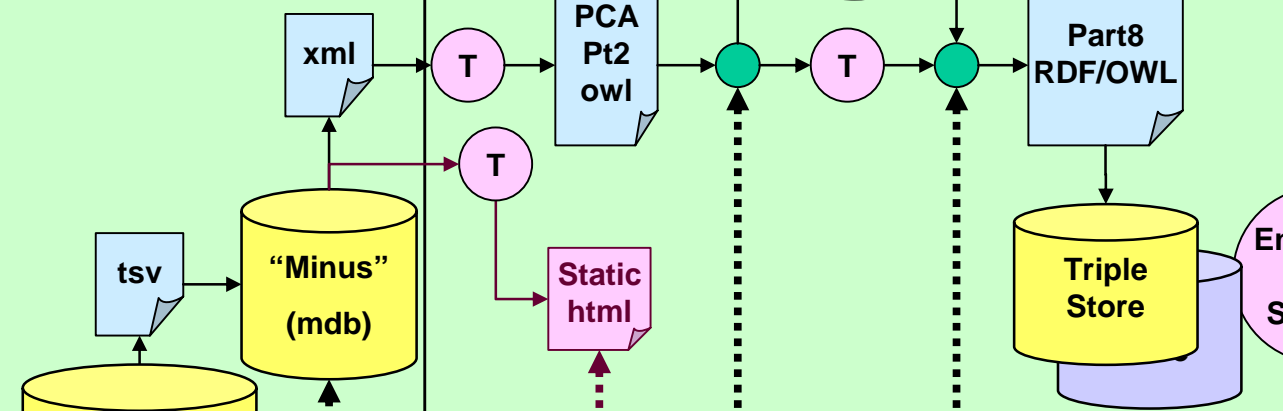 xml
T
PCA
Pt2
owl
T
Part8
RDF/OWL
T
tsv
“Minus”
(mdb)
Static
html
Triple
Store